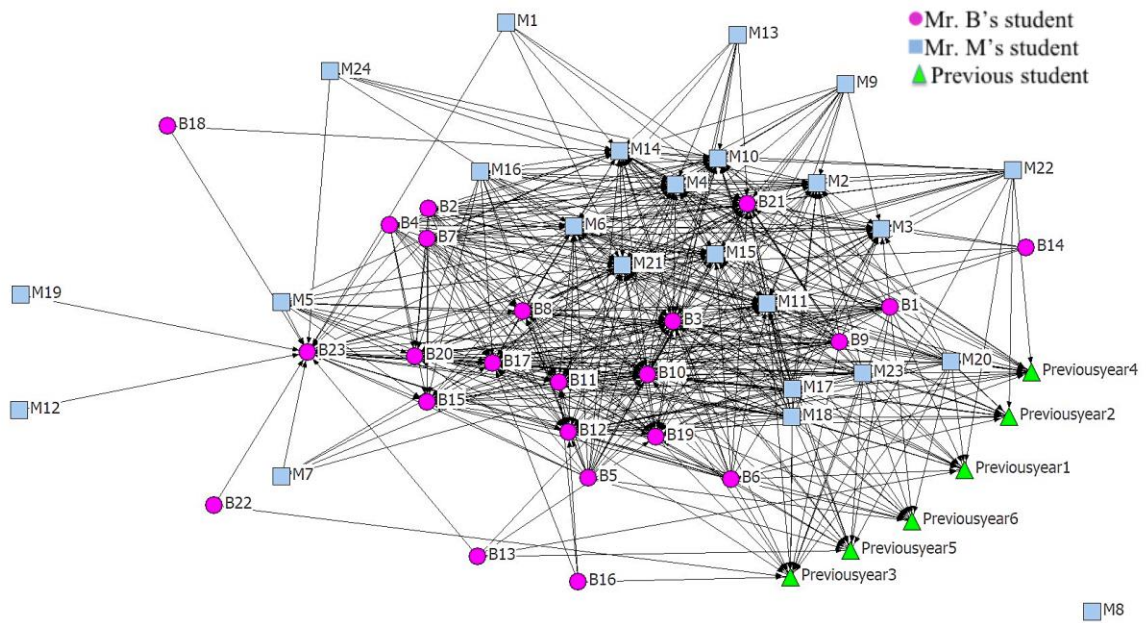 M1
M13
Mr. B's student
Mr. M's student
Previous student
M24
M9
B18
M14
M10
M16
M4
M2
M22
B2
B21
B4
B7
M6
M3
B14
M21
M15
M19
M5
B8
M11
B1
B3
B9
B23
B20
B17
M20
B11
B10
M23
Previousyear4
M17
B15
M12
M18
Previousyear2
B12
B19
M7
B5
B6
Previousyear1
B22
Previousyear6
B13
Previousyear5
B16
Previousyear3
M8